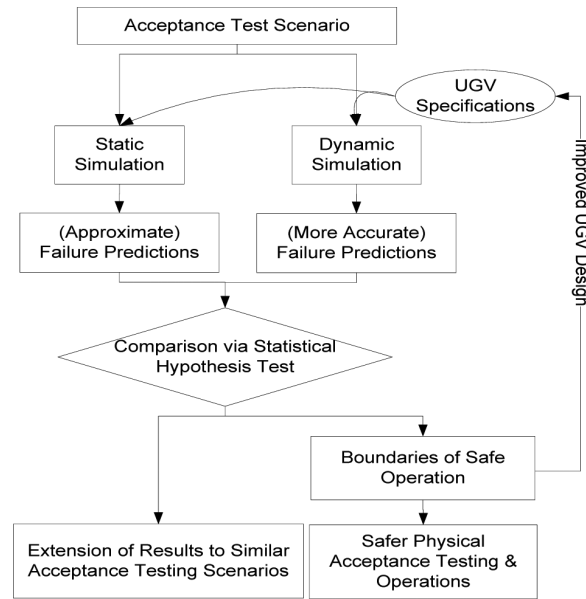 Acceptance Test Scenario
UGV
Specifications
Static
Simulation
Dynamic
Simulation
Improved UGV Design
(Approximate)
Failure Predictions
(More Accurate)
Failure Predictions
Comparison via Statistical
Hypothesis Test
Boundaries of Safe
Operation
Extension of Results to Similar
Acceptance Testing Scenarios
Safer Physical
Acceptance Testing &
Operations